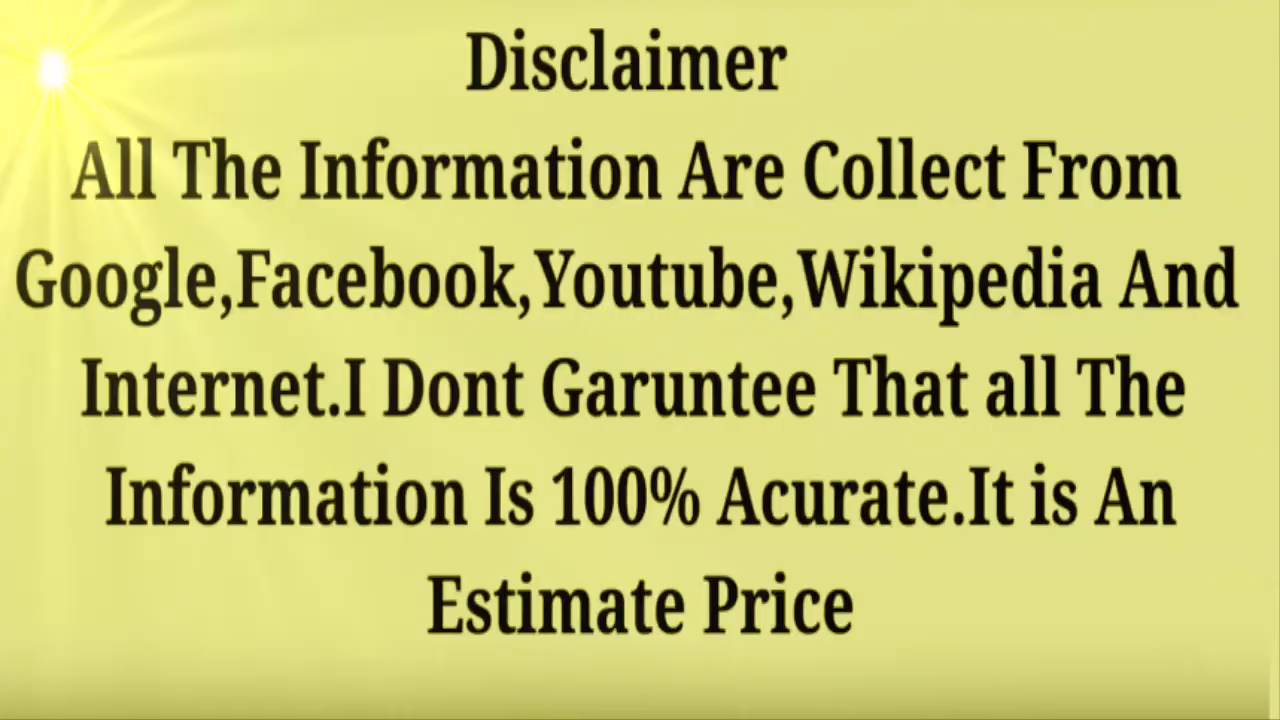 Disclaimer
All The Information Are Collect From
Google,Facebook,Youtube,Wikipedia And
Internet.I Dont Garuntee That all The
Information Is 100% Acurate.It is An
Estimate Price